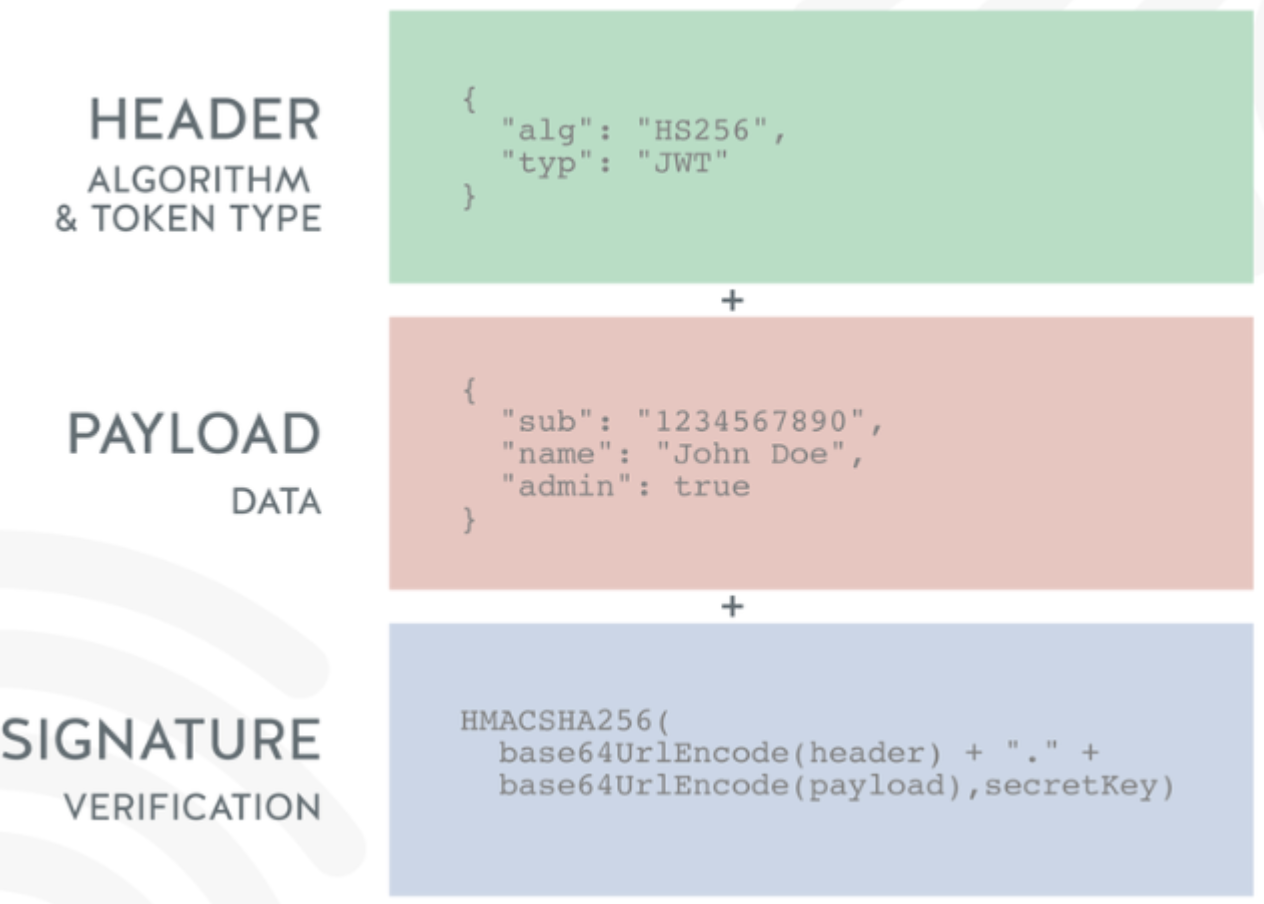 HEADER
ALGORITHM
& TOKEN TYPE
{
"alg": "HS256",
"typ": "JWT"
}
+
PAYLOAD
DATA
{
"sub": "1234567890",
"name": "John Doe",
"admin": true
}
+
SIGNATURE
VERIFICATION
HMACSHA256(
base64UrlEncode(header) + "." +
base64UrlEncode(payload),secretKey)